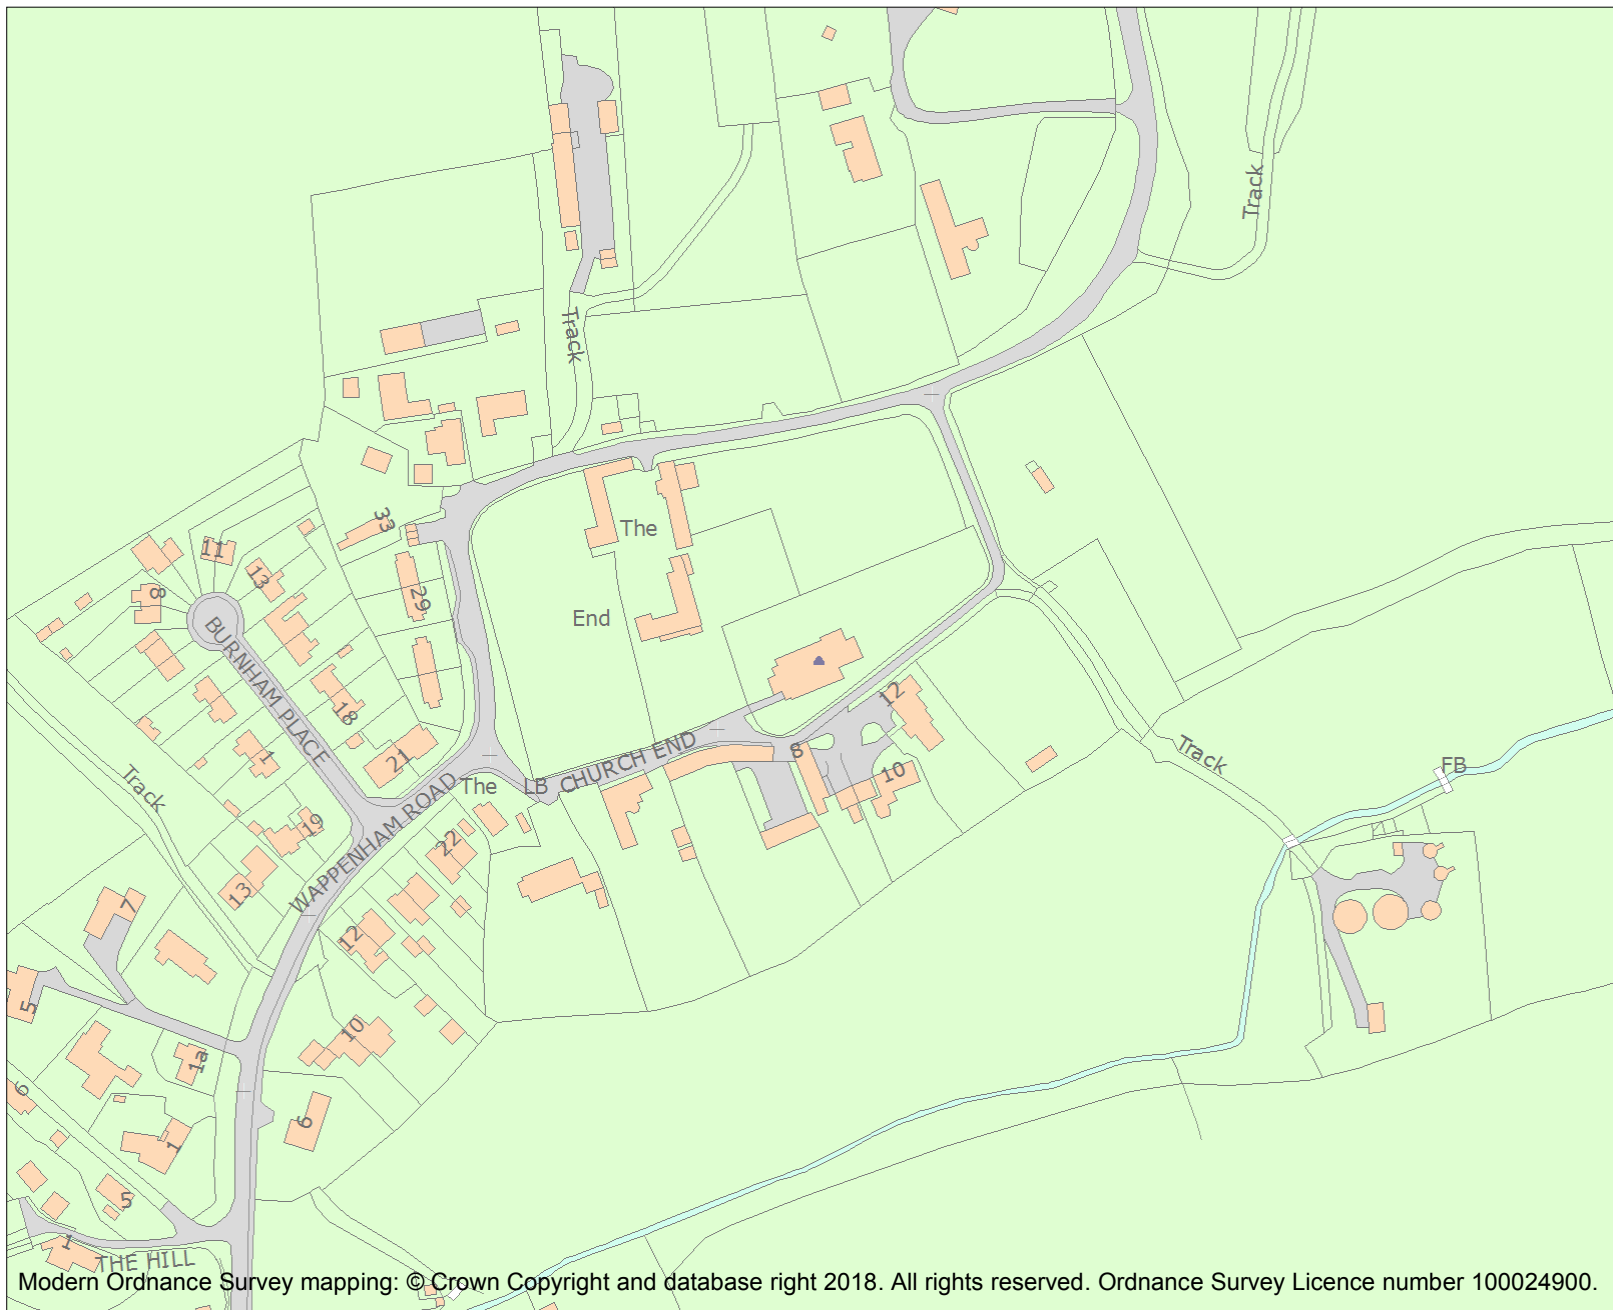 Track
Track
33
The
11
13
8
29
End
BURNHAM PLACE
12
18
1
21
CHURCH END
8
Track
FB
10
The
LB
Track
WAPPENHAM ROAD
19
22
13
7
12
5
10
1a
6
6
1
5
1
THE HILL
Modern Ordnance Survey mapping: © Crown Copyright and database right 2018. All rights reserved. Ordnance Survey Licence number 100024900.